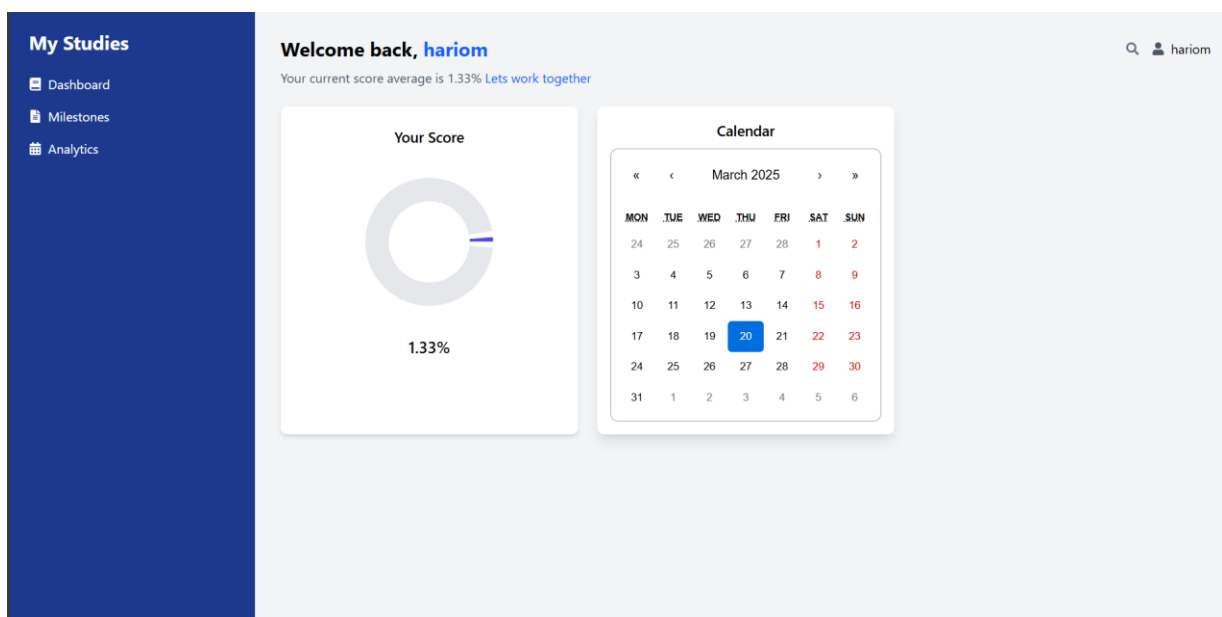 My Studies
Dashboard
Milestones
Analytics
Welcome back, hariom
hariom
Your current score average is 1.33% Lets work together
Your Score
1.33%
Calendar
« ‹ March 2025 › »
MON TUE WED THU FRI SAT SUN
24 25 26 27 28 1 2
3 4 5 6 7 8 9
10 11 12 13 14 15 16
17 18 19 20 21 22 23
24 25 26 27 28 29 30
31 1 2 3 4 5 6